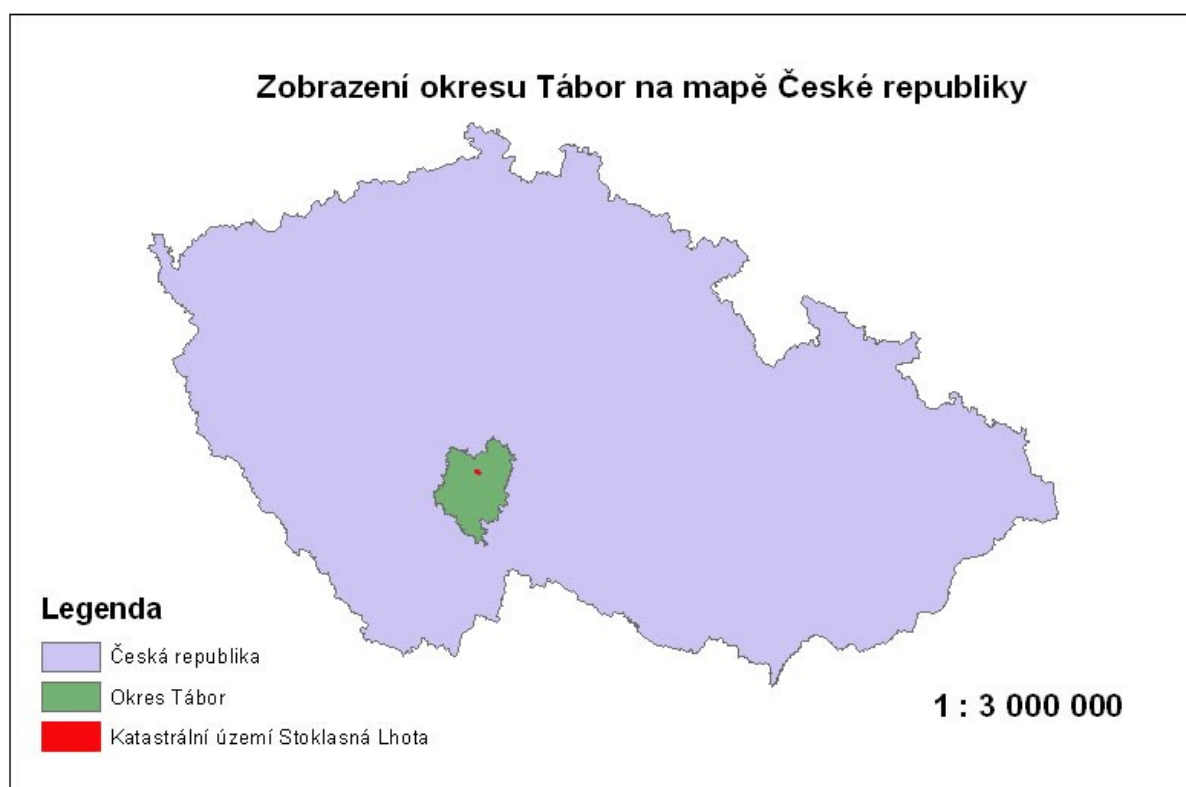 Zobrazení okresu Tábor na mapě České republiky
Legenda
Česká republika
Okres Tábor
Katastrální území Stoklasná Lhota
1 : 3 000 000